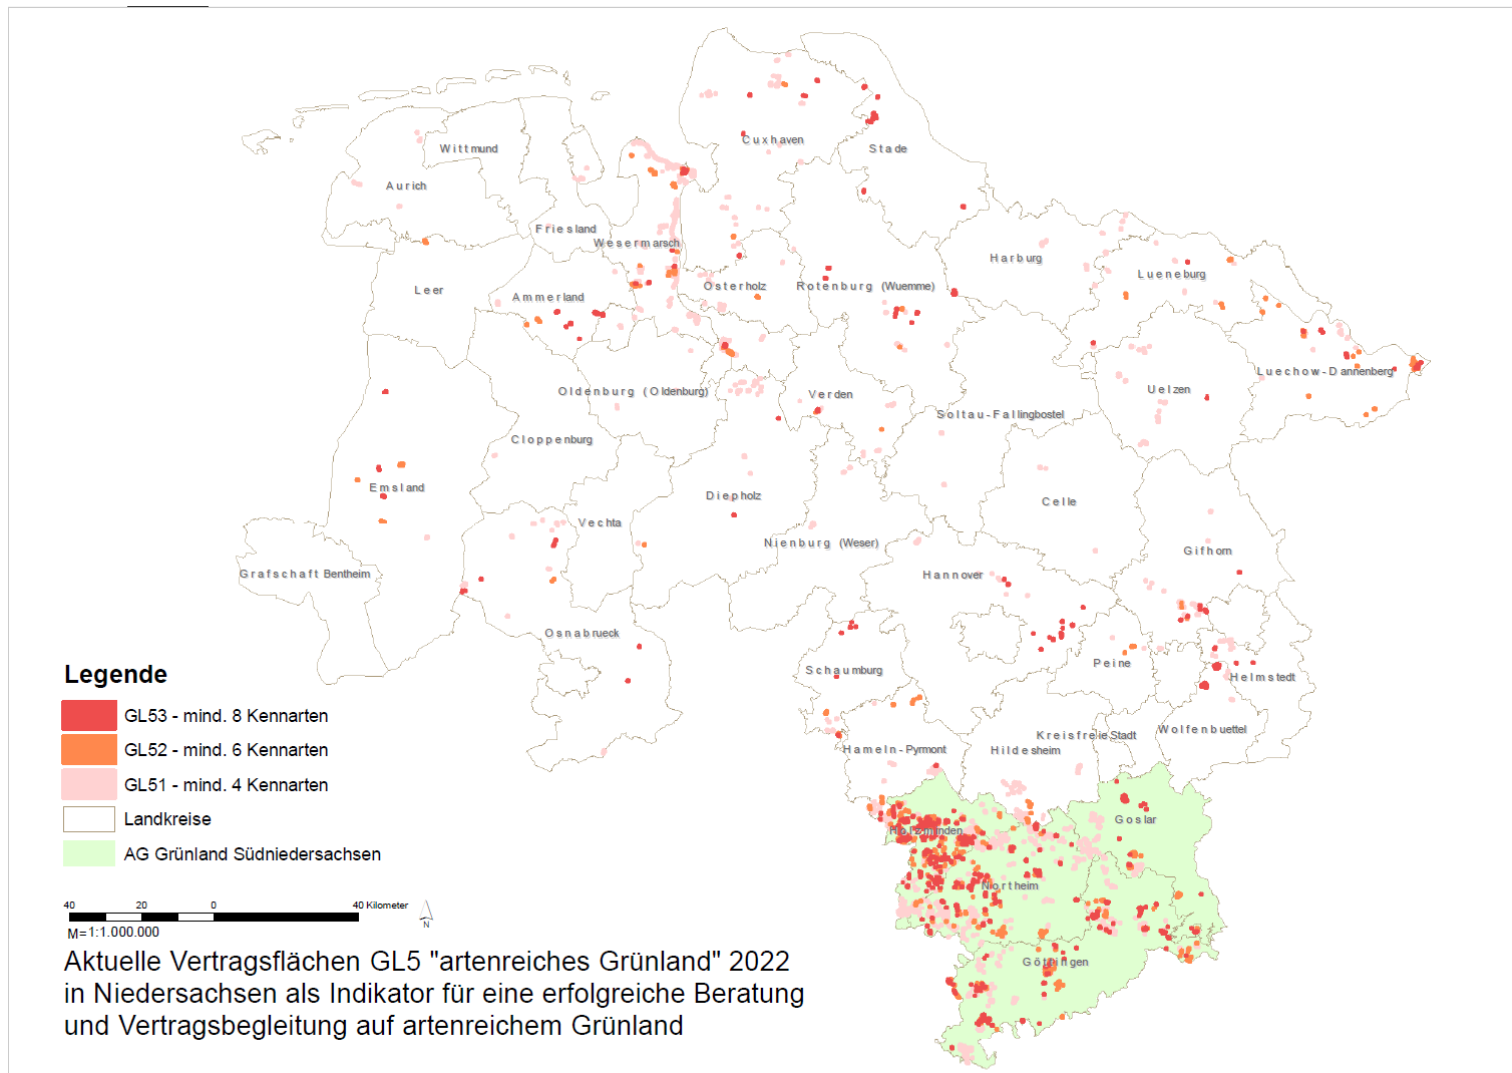 Cuxhaven
Stade
Wittmund
Aurich
Friesland
Wesermarsch
Harburg
Lueneburg
Leer
Ammerland
Osterholz
Rotenburg (Wuemme)
Luechow-Dannenberg
Oldenburg (Oldenburg)
Verden
Uelzen
Soltau-Fallingbostel
Cloppenburg
Emsland
Diepholz
Celle
Vechta
Nienburg (Weser)
Gifhorn
Grafschaft Bentheim
Hannover
Osnabrueck
Schaumburg
Peine
Helmstedt
Hameln-Pyrmont
Hildesheim
Kreisfreie Stadt
Wolfenbuettel
Goslar
Holzminden
Northeim
Göttingen
Legende
GL53 - mind. 8 Kennarten
GL52 - mind. 6 Kennarten
GL51 - mind. 4 Kennarten
Landkreise
AG Grünland Südniedersachsen
40 20 0 40 Kilometer
N
M= 1:1.000.000
Aktuelle Vertragsflächen GL5 "artenreiches Grünland" 2022
in Niedersachsen als Indikator für eine erfolgreiche Beratung
und Vertragsbegleitung auf artenreichem Grünland